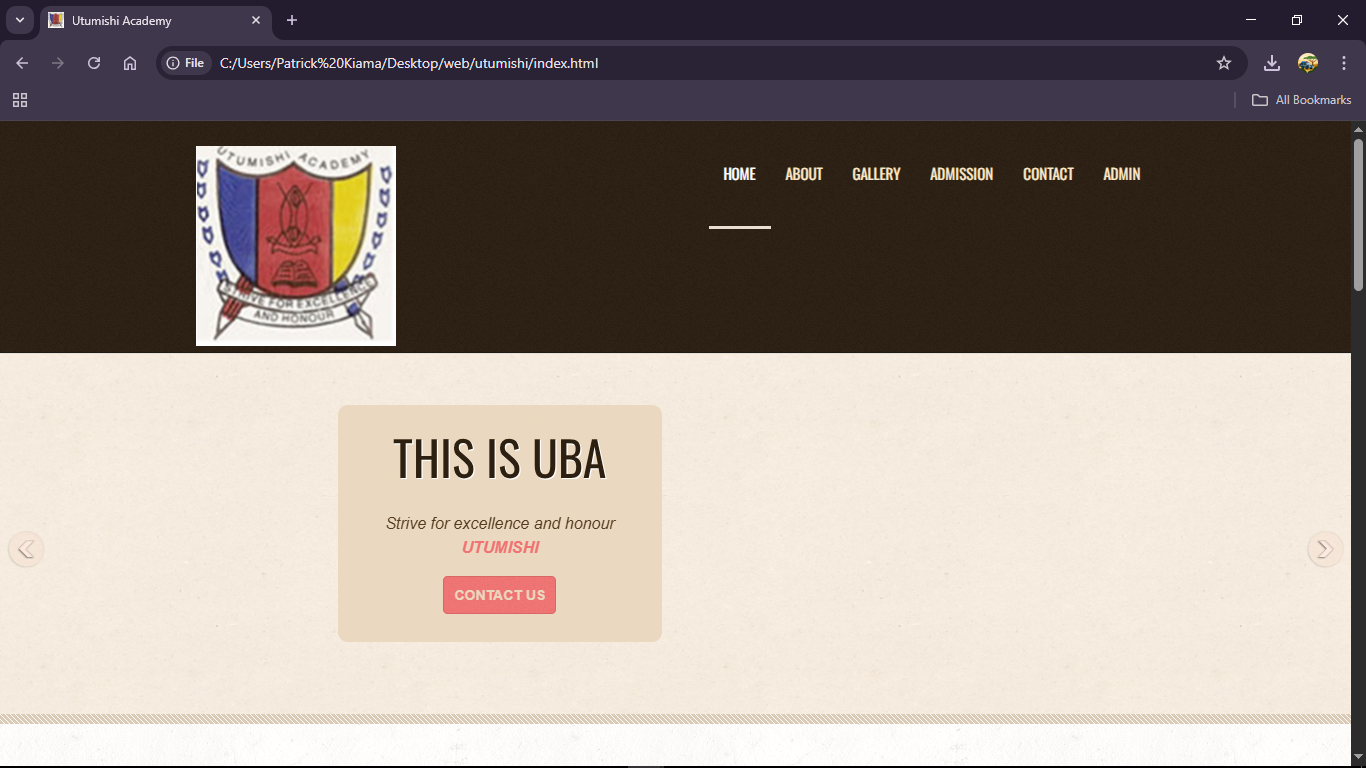 Utumishi Academy
File
C:/Users/Patrick%20Kiama/Desktop/web/utumishi/index.html
All Bookmarks
UTUMISHI ACADEMY
STRIVE FOR EXCELLENCE
AND HONOUR
HOME ABOUT GALLERY ADMISSION CONTACT ADMIN
THIS IS UBA
Strive for excellence and honour
UTUMISHI
CONTACT US